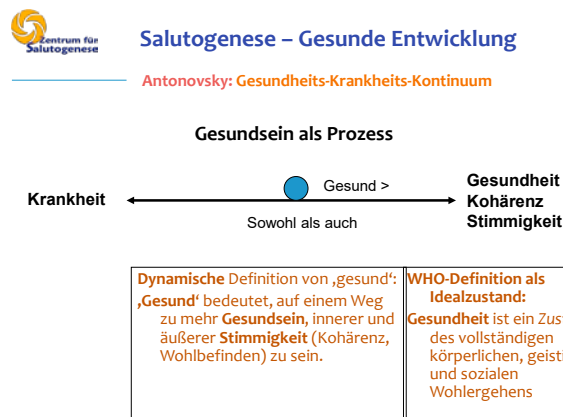 Zentrum für
Salutogenese
Salutogenese – Gesunde Entwicklung
Antonovsky: Gesundheits-Krankheits-Kontinuum
Gesundsein als Prozess
Gesund >
Krankheit
Gesundheit
Kohärenz
Stimmigkeit
Sowohl als auch
Dynamische Definition von ‚gesund‘:
‚Gesund‘ bedeutet, auf einem Weg
zu mehr Gesundsein, innerer und
äußerer Stimmigkeit (Kohärenz,
Wohlbefinden) zu sein.
WHO-Definition als
Idealzustand:
Gesundheit ist ein
des vollständigen
körperlichen,
und sozialen
Wohlergehens